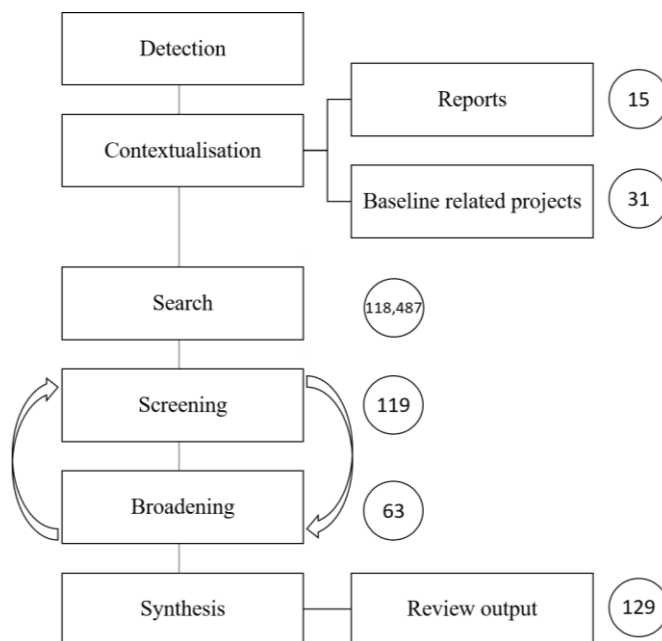 Detection
Reports
15
Contextualisation
Baseline related projects
31
Search
118,487
Screening
119
Broadening
63
Synthesis
Review output
129